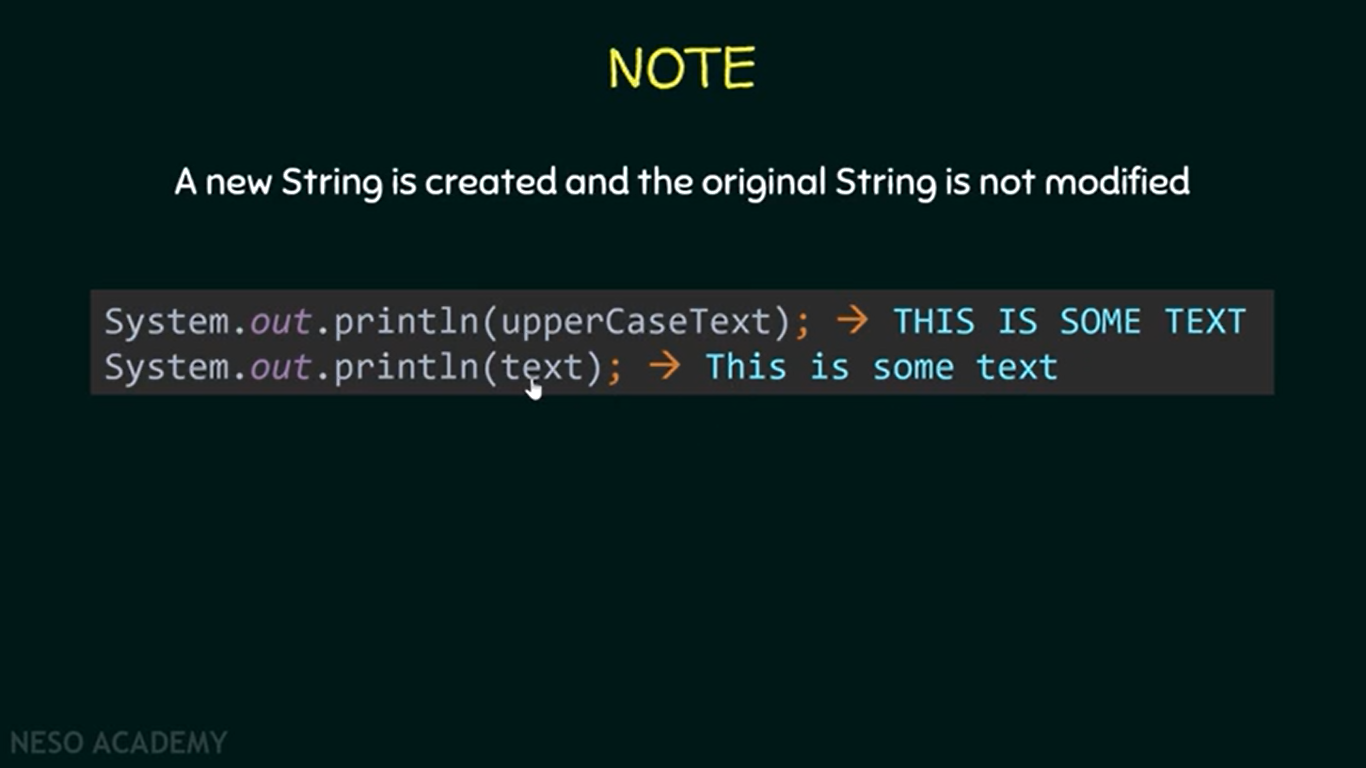 NOTE
A new String is created and the original String is not modified
System.out.println(upperCaseText); → THIS IS SOME TEXT
System.out.println(text); → This is some text
NESO ACADEMY